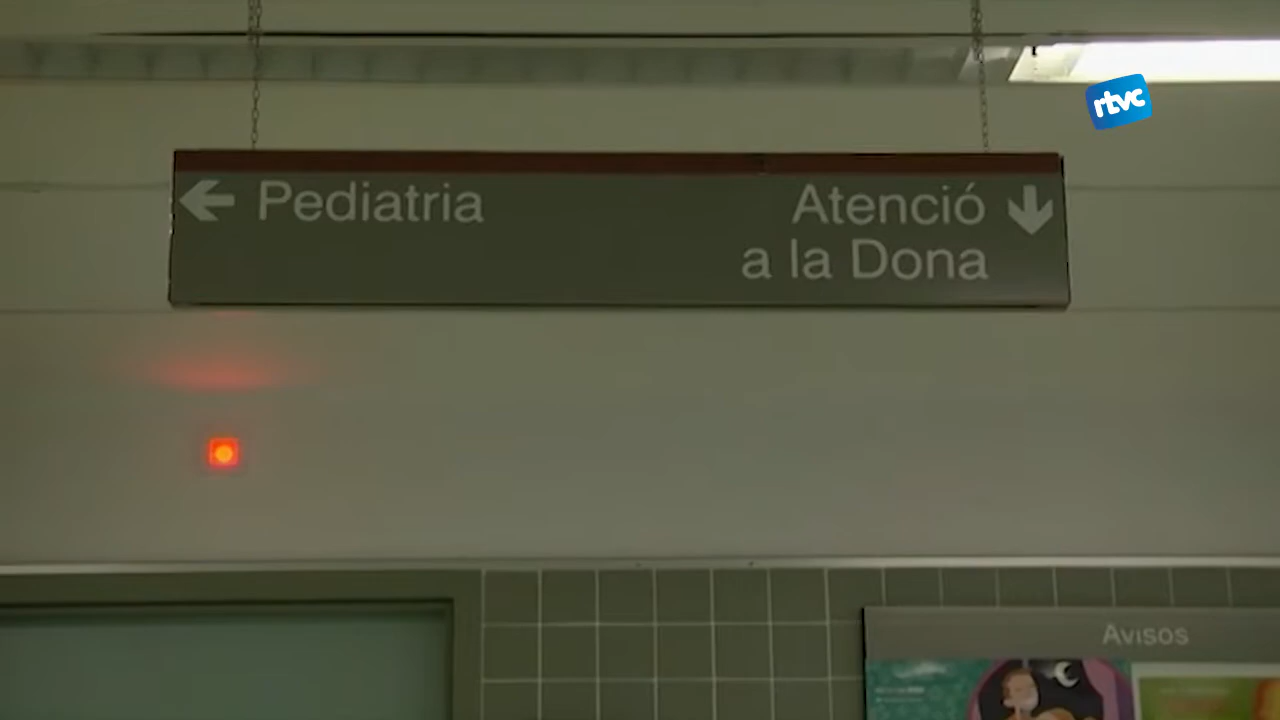 rtvc
Pediatria
Atenció
a la Dona
Avisos